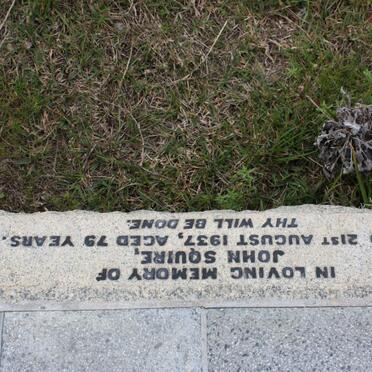 IN LOVING MEMORY OF
JOHN SQUIRE,
21ST AUGUST 1937, AGED 79 YEARS.
THY WILL BE DONE.